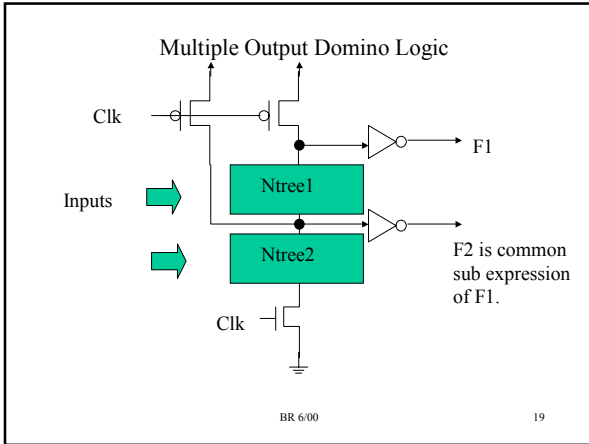 Multiple Output Domino Logic
Clk
F1
Ntree1
Inputs
Ntree2
F2 is common
sub expression
of F1.
Clk
BR 6/00
19